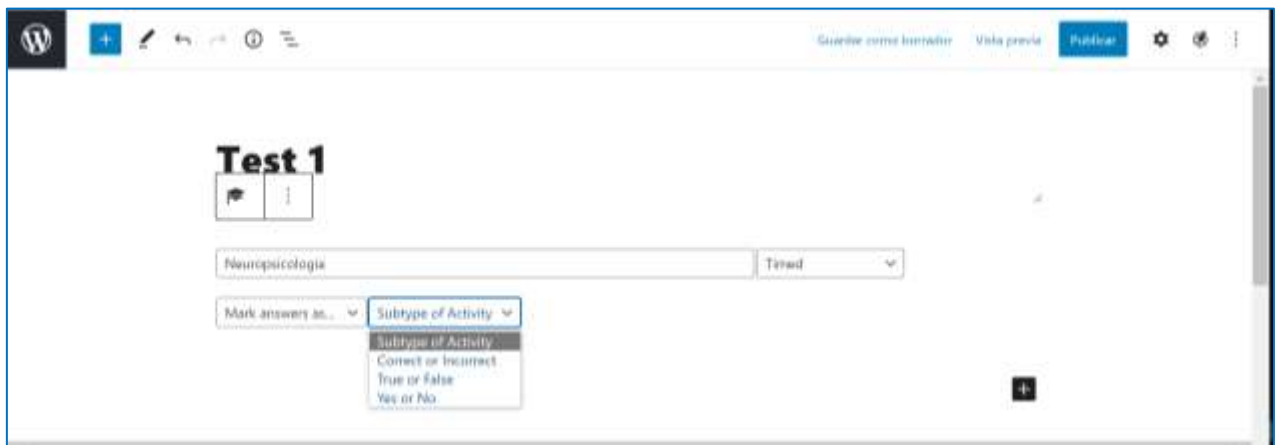 Guardar como borrador Vista previa Publicar
Test 1
Neuropsicologia Timed
Mark answers as... Subtype of Activity
Subtype of Activity
Correct or Incorrect
True or False
Yes or No